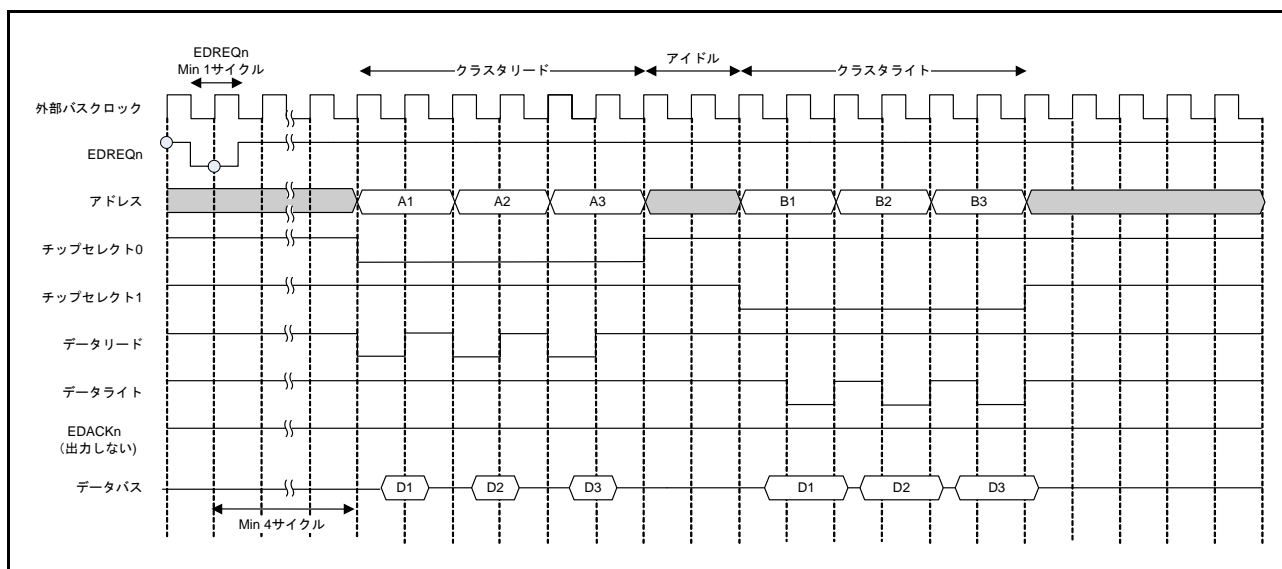 EDREQn
Min 1サイクル
クラスタリード
アイドル
クラスタライト
外部バスクロック
EDREQn
アドレス
A1
A2
A3
B1
B2
B3
チップセレクト0
チップセレクト1
データリード
データライト
EDACKn
(出力しない)
データバス
D1
D2
D3
D1
D2
D3
Min 4サイクル